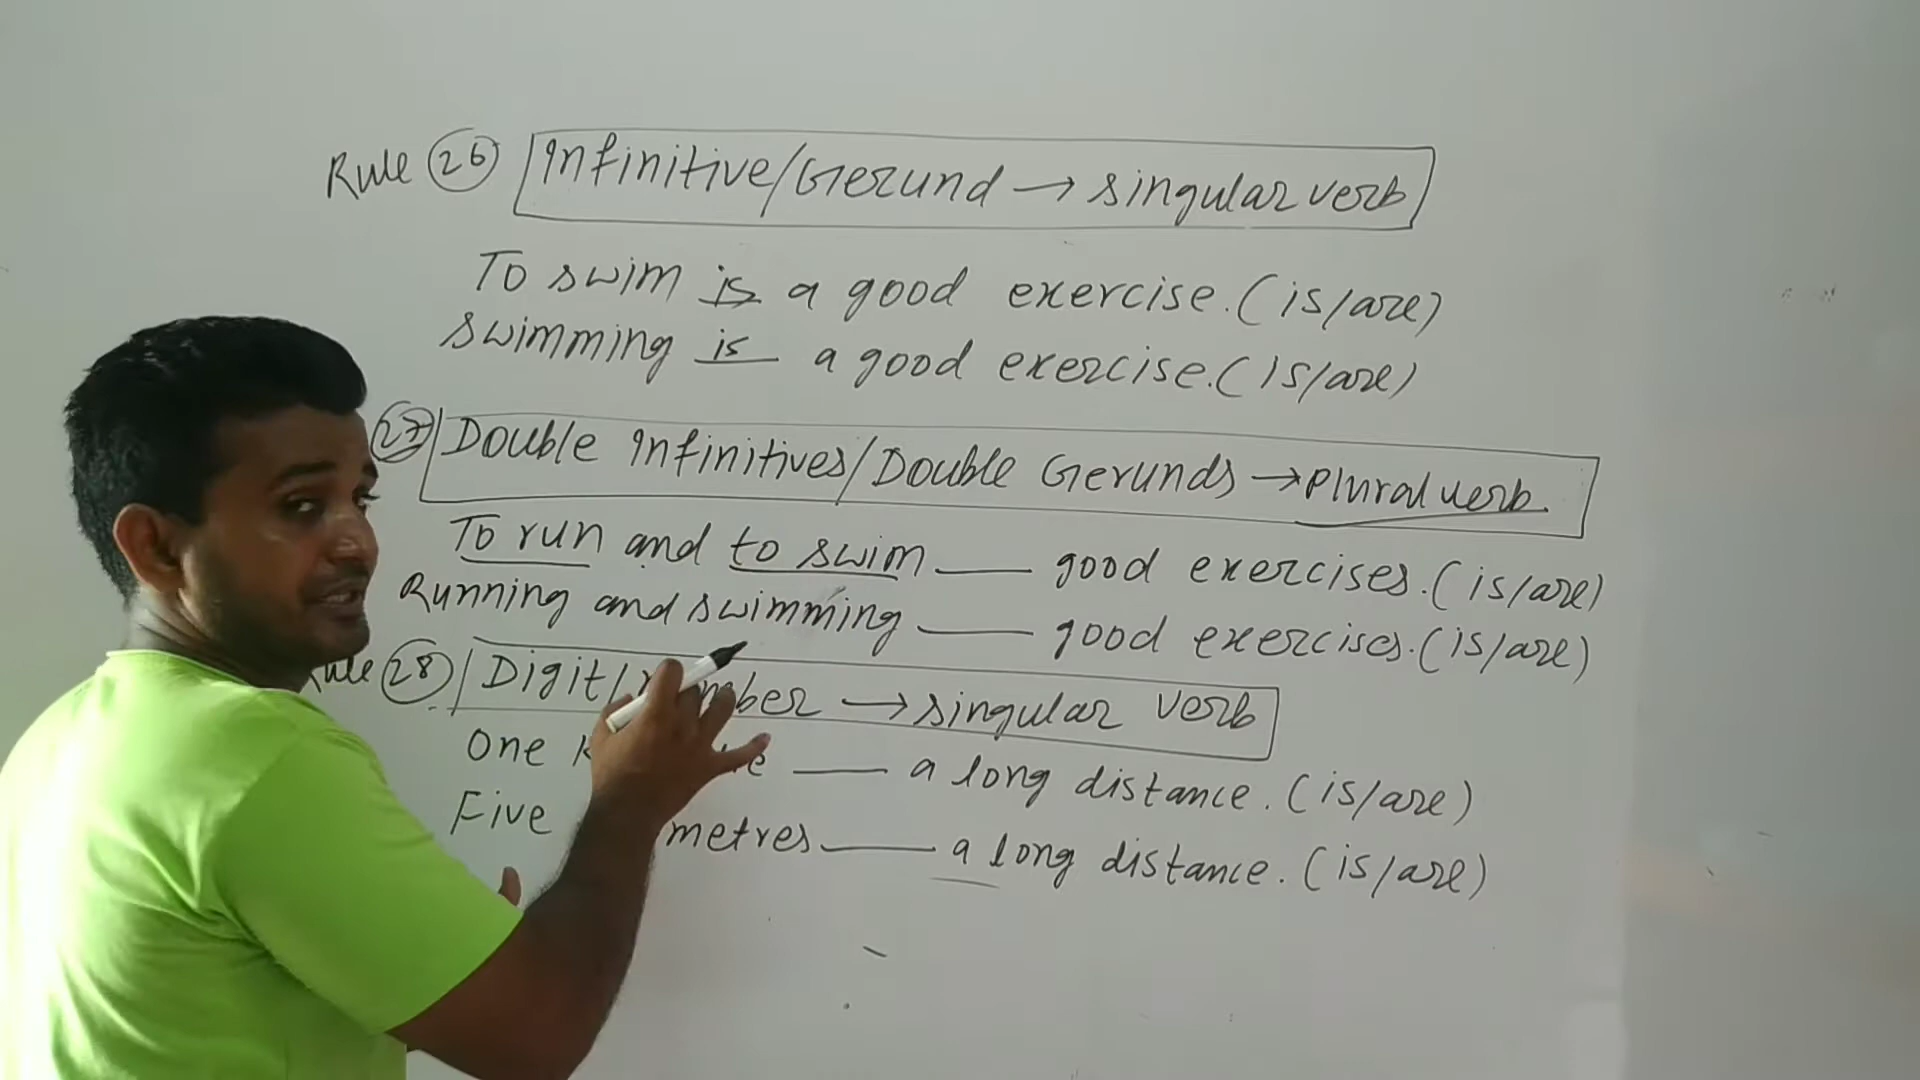 Rule 26 Infinitive/Gerund → singular verb
To swim is a good exercise. (is/are)
Swimming is a good exercise. (is/are)
27 Double Infinitives/Double Gerunds → Plural verb.
To run and to swim ___ good exercises. (is/are)
Running and swimming ___ good exercises. (is/are)
28 Digit/ → singular verb
One ___ a long distance. (is/are)
Five metres ___ a long distance. (is/are)